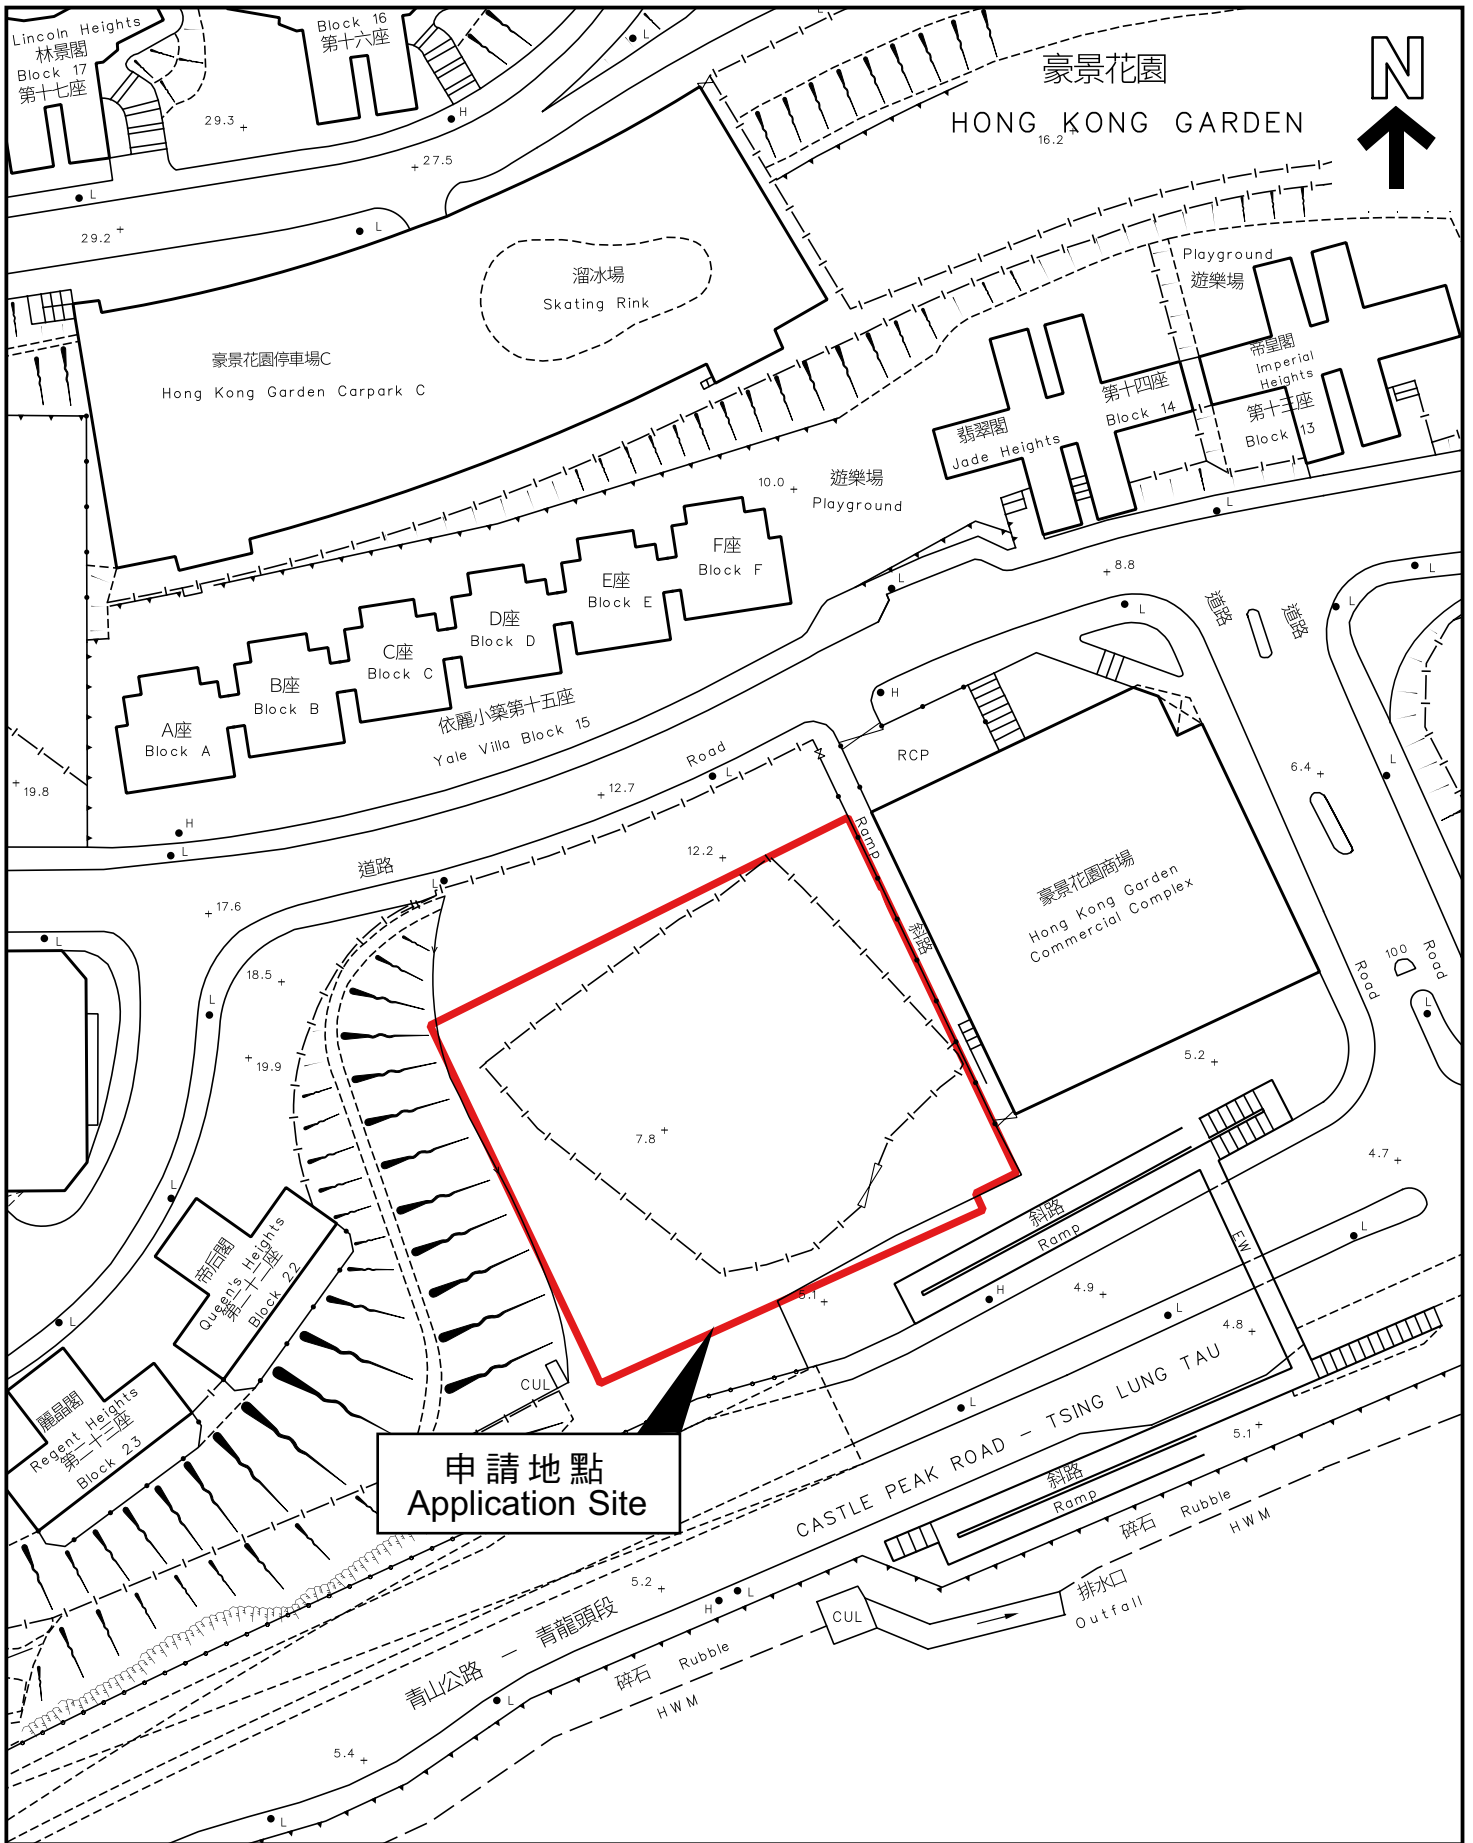 Lincoln Heights
林景閣
Block 17
第十七座
Block 16
第十六座
豪景花園
HONG KONG GARDEN
N
L
H
L
29.3
27.5
16.2
L
L
29.2
溜冰場
Skating Rink
Playground
遊樂場
豪景花園停車場C
Hong Kong Garden Carpark C
帝皇閣
Imperial
Heights
第十三座
Block 13
第十四座
Block 14
翡翠閣
Jade Heights
遊樂場
Playground
10.0
L
F座
Block F
E座
Block E
D座
Block D
C座
Block C
B座
Block B
A座
Block A
依麗小築第十五座
Yale Villa Block 15
8.8
L
L
L
L
道路
道路
H
RCP
Road
L
19.8
12.7
6.4
L
H
L
道路
12.2
Ramp
斜路
豪景花園商場
Hong Kong Garden
Commercial Complex
L
17.6
L
18.5
L
19.9
100
Road
Road
L
5.2
7.8
4.7
斜路
Ramp
EW
L
L
帝后閣
Queen's Heights
第二十二座
Block 22
L
5.1
H
4.9
L
4.8
麗晶閣
Regent Heights
第二十三座
Block 23
CUL
L
申請地點
Application Site
CASTLE PEAK ROAD - TSING LUNG TAU
5.1
斜路
Ramp
碎石 Rubble
HWM
5.2
H
L
CUL
排水口
Outfall
青山公路 - 青龍頭段
碎石 Rubble
HWM
L
5.4
L